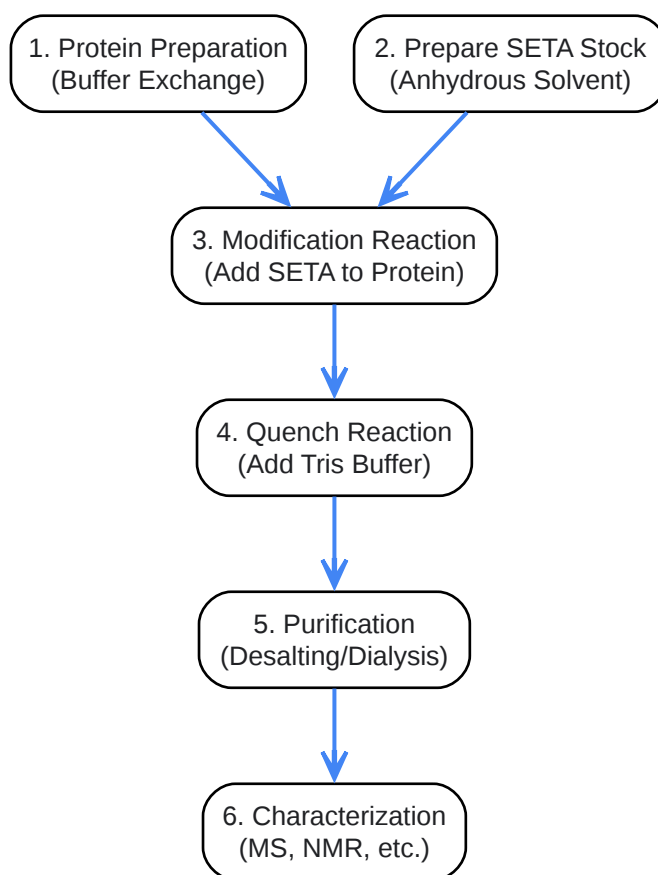 1. Protein Preparation
(Buffer Exchange)
2. Prepare SETA Stock
(Anhydrous Solvent)
3. Modification Reaction
(Add SETA to Protein)
4. Quench Reaction
(Add Tris Buffer)
5. Purification
(Desalting/Dialysis)
6. Characterization
(MS, NMR, etc.)